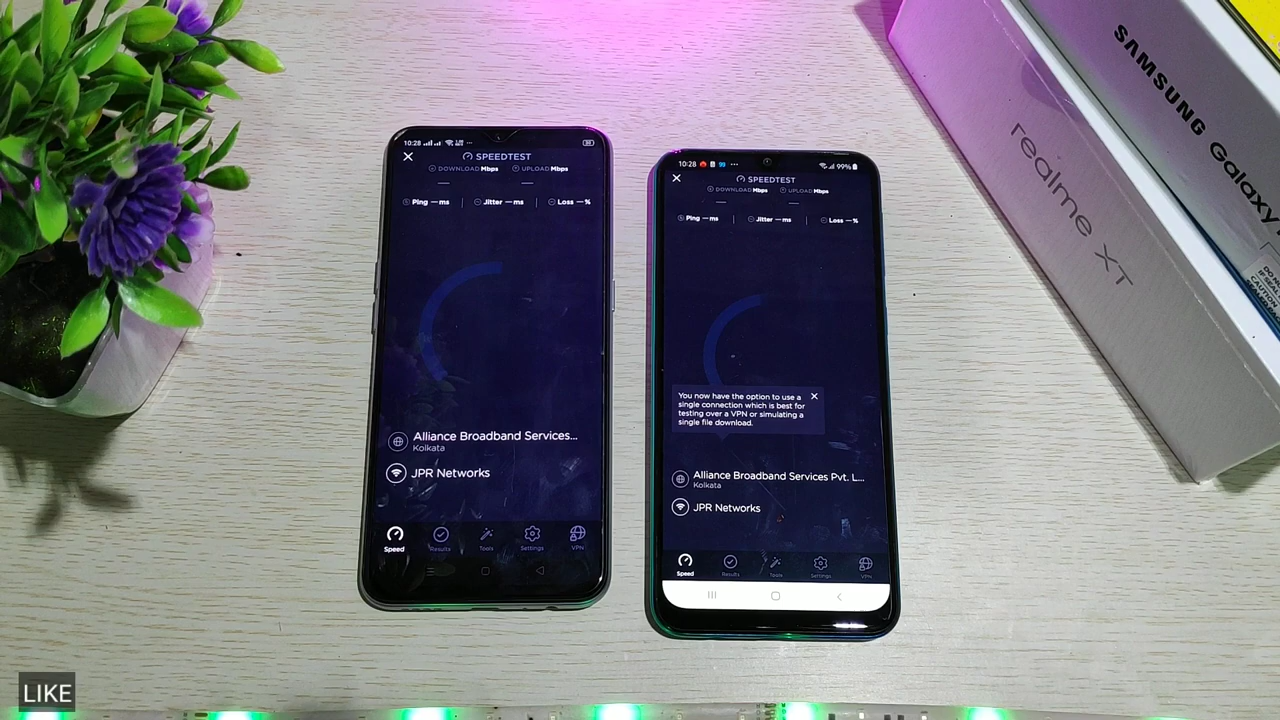 10:28
SPEEDTEST
DOWNLOAD Mbps UPLOAD Mbps
Ping — ms Jitter — ms Loss — %
Alliance Broadband Services...
Kolkata
JPR Networks
Speed Results Tools Settings VPN
10:28 99%
SPEEDTEST
DOWNLOAD Mbps UPLOAD Mbps
Ping — ms Jitter — ms Loss — %
You now have the option to use a
single connection which is best for
testing over a VPN or simulating a
single file download.
Alliance Broadband Services Pvt. L...
Kolkata
JPR Networks
Speed Results Tools Settings VPN
SAMSUNG Galaxy
realme XT
LIKE